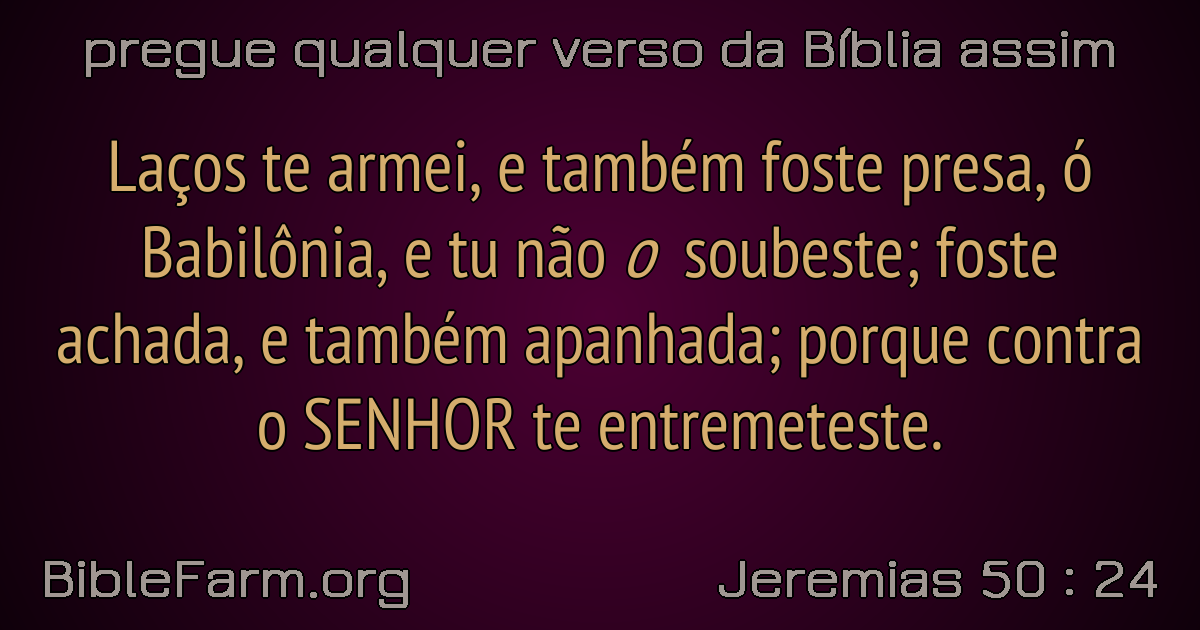 pregue qualquer verso da Bíblia assim
Laços te armei, e também foste presa, ó
Babilônia, e tu não o soubeste; foste
achada, e também apanhada; porque contra
o SENHOR te entremeteste.
BibleFarm.org
Jeremias 50 : 24